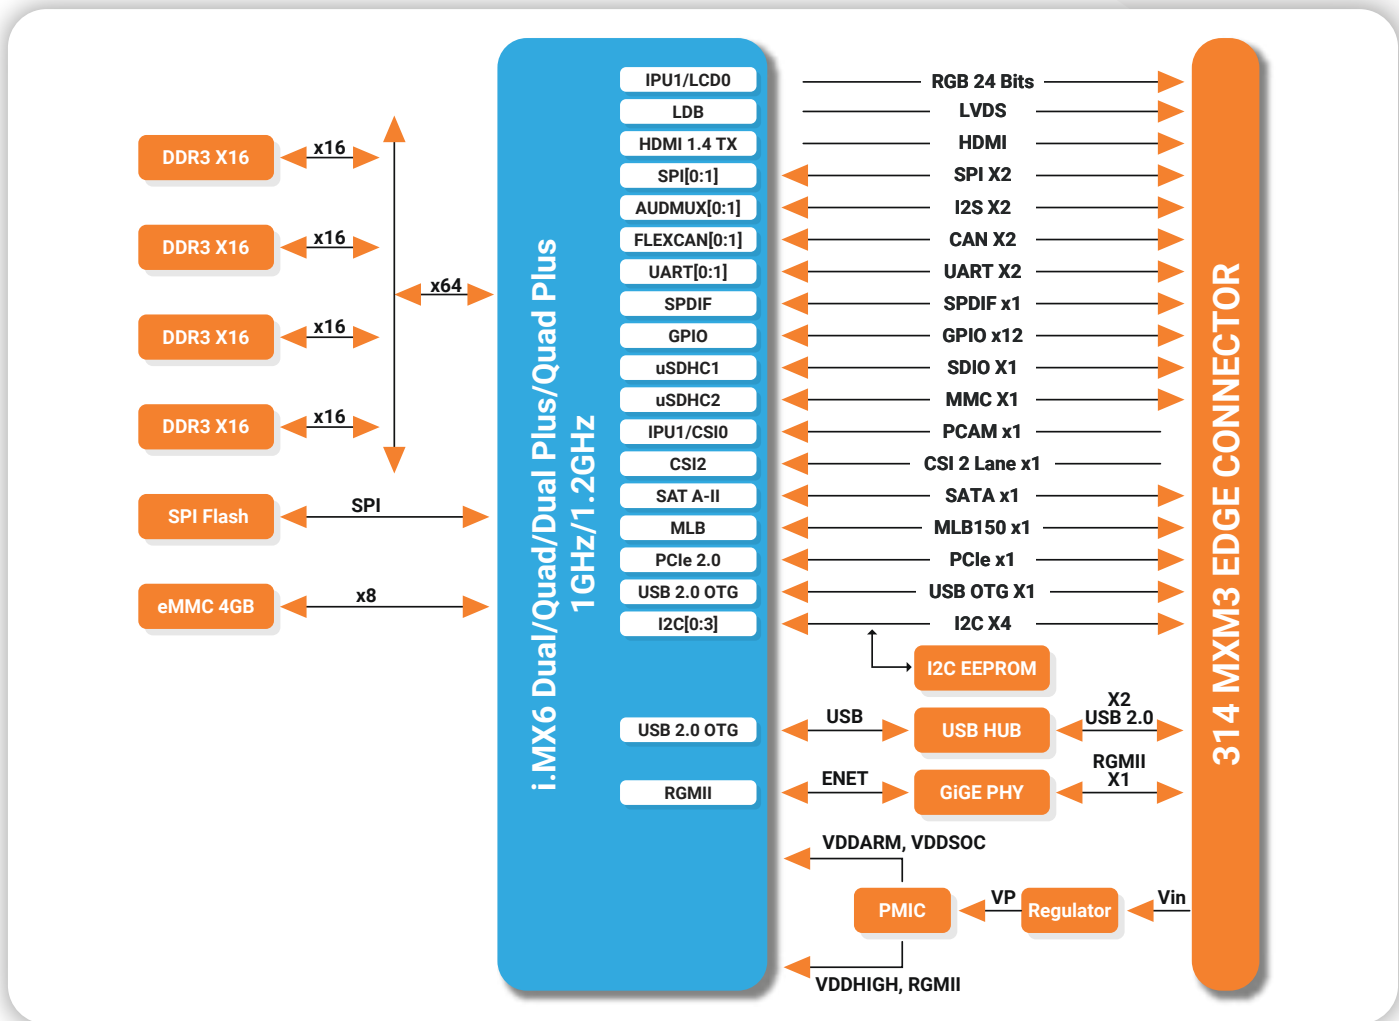 DDR3 X16
x16
DDR3 X16
x16
DDR3 X16
x16
DDR3 X16
x16
x64
SPI Flash
SPI
eMMC 4GB
x8
i.MX6 Dual/Quad/Dual Plus/Quad Plus
1GHz/1.2GHz
IPU1/LCD0
RGB 24 Bits
LDB
LVDS
HDMI 1.4 TX
HDMI
SPI[0:1]
SPI X2
AUDMUX[0:1]
I2S X2
FLEXCAN[0:1]
CAN X2
UART[0:1]
UART X2
SPDIF
SPDIF x1
GPIO
GPIO x12
uSDHC1
SDIO X1
uSDHC2
MMC X1
IPU1/CSI0
PCAM x1
CSI2
CSI 2 Lane x1
SAT A-II
SATA x1
MLB
MLB150 x1
PCIe 2.0
PCIe x1
USB 2.0 OTG
USB OTG X1
I2C[0:3]
I2C X4
I2C EEPROM
USB 2.0 OTG
USB
USB HUB
X2
USB 2.0
RGMII
ENET
GiGE PHY
RGMII
X1
VDDARM, VDDSOC
PMIC
VP
Regulator
Vin
VDDHIGH, RGMII
314 MXM3 EDGE CONNECTOR